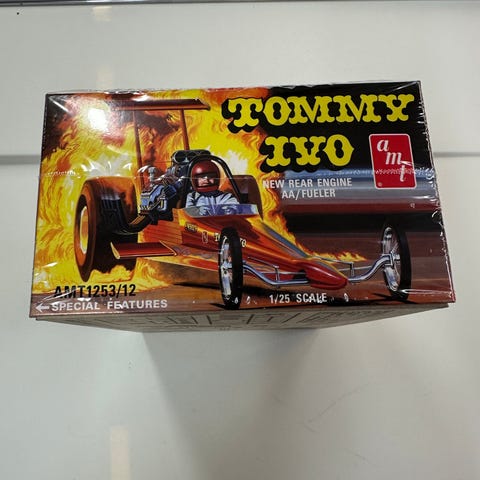 TOMMY
IVO
amt
®
NEW REAR ENGINE
AA/FUELER
AMT1253/12
←SPECIAL FEATURES
1/25 SCALE